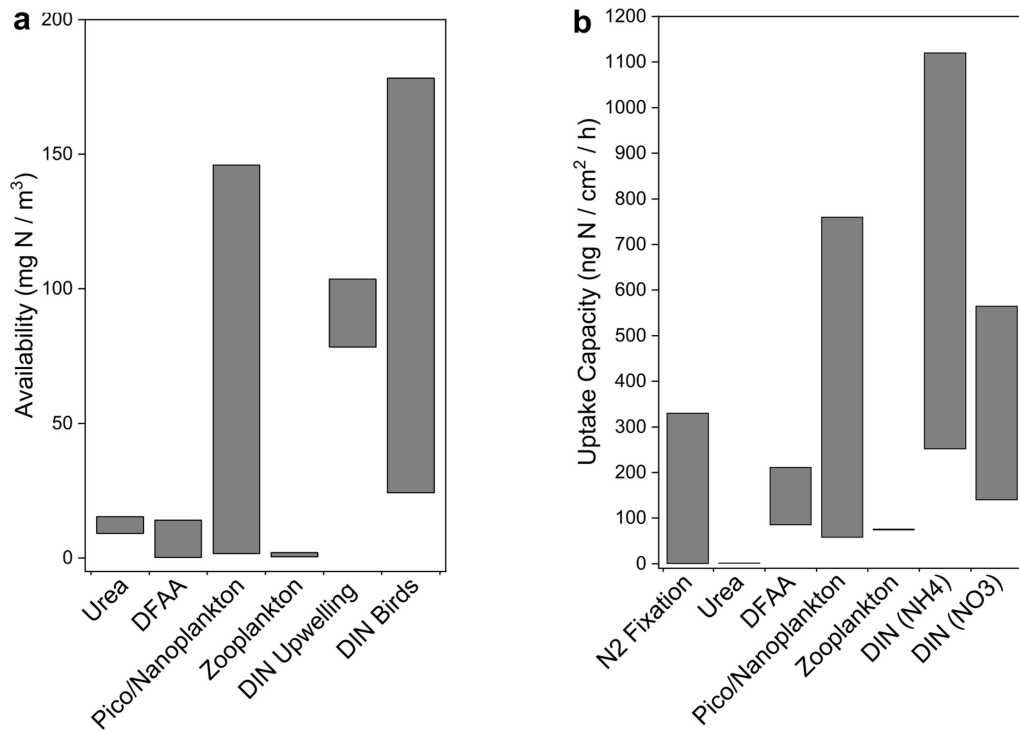 a
200
150
100
50
0
Availability (mg N / m³)
Urea
DFAA
Pico/Nanoplankton
Zooplankton
DIN Upwelling
DIN Birds
b
1200
1100
1000
900
800
700
600
500
400
300
200
100
0
Uptake Capacity (ng N / cm² / h)
N2 Fixation
Urea
DFAA
Pico/Nanoplankton
Zooplankton
DIN (NH4)
DIN (NO3)